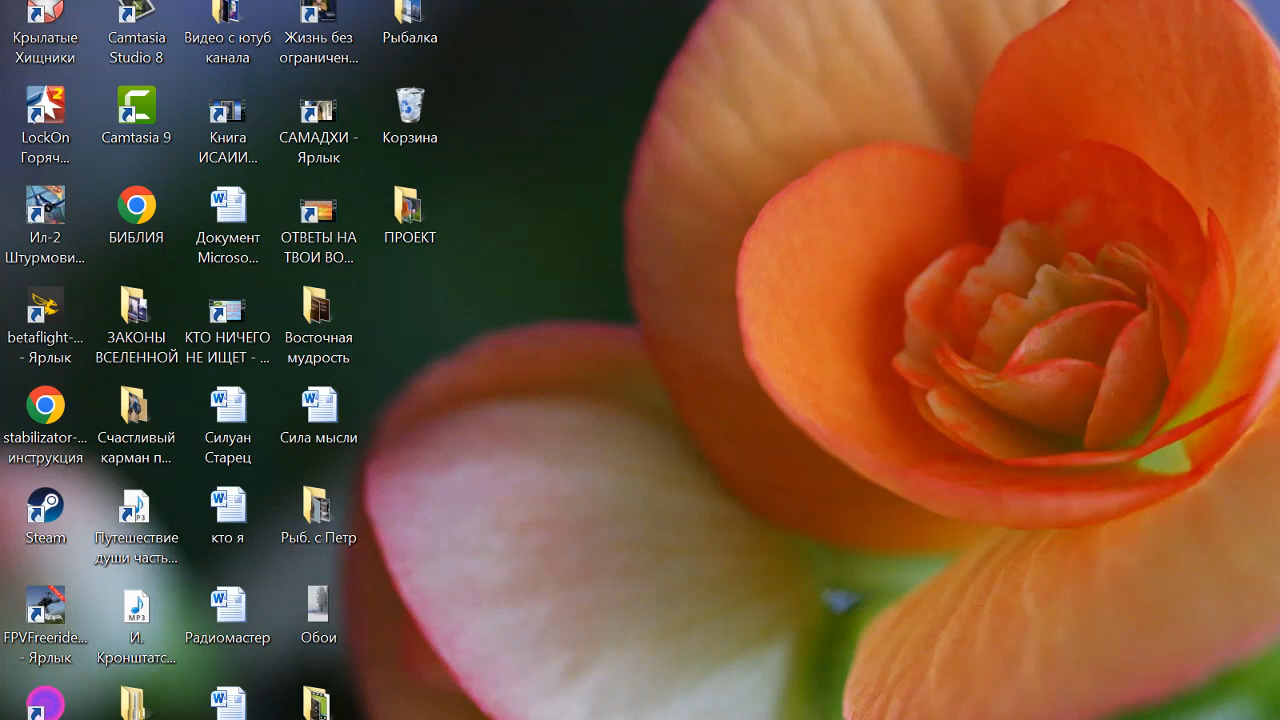 Крылатые
Хищники
Camtasia
Studio 8
Видео с ютуб
канала
Жизнь без
ограничен...
Рыбалка
LockOn
Горяч...
Camtasia 9
Книга
ИСАИИ...
САМАДХИ -
Ярлык
Корзина
Ил-2
Штурмови...
БИБЛИЯ
Документ
Microso...
ОТВЕТЫ НА
ТВОИ ВО...
ПРОЕКТ
betaflight-...
- Ярлык
ЗАКОНЫ
ВСЕЛЕННОЙ
КТО НИЧЕГО
НЕ ИЩЕТ - ...
Восточная
мудрость
stabilizator-...
инструкция
Счастливый
карман п...
Силуан
Старец
Сила мысли
Steam
Путешествие
души часть...
кто я
Рыб. с Петр
FPVFreeride...
- Ярлык
MP3
И.
Кронштатс...
Радиомастер
Обои